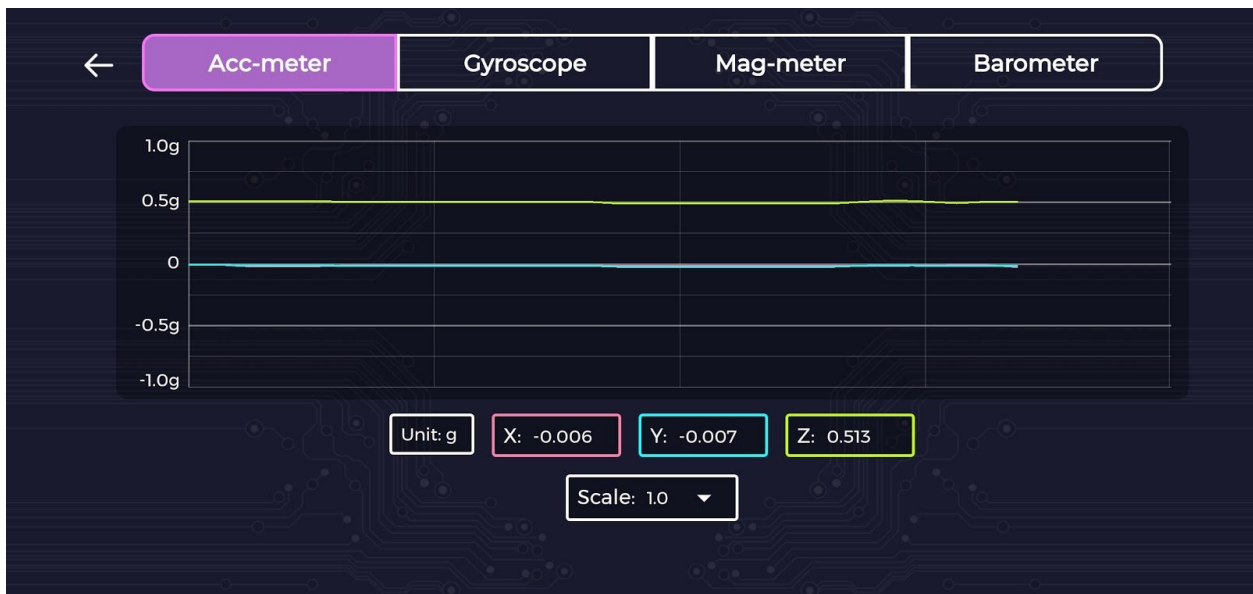 Acc-meter Gyroscope Mag-meter Barometer
1.0g
0.5g
0
-0.5g
-1.0g
Unit: g X: -0.006 Y: -0.007 Z: 0.513
Scale: 1.0